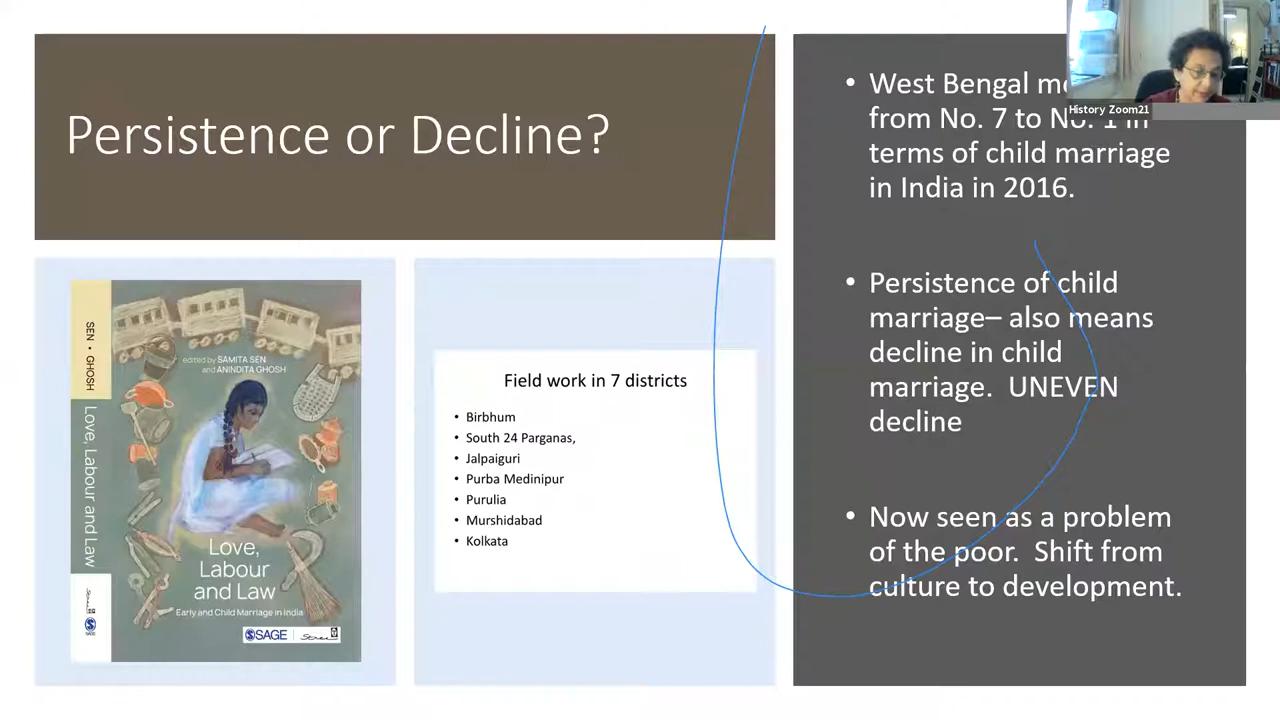 Persistence or Decline?
SEN • GHOSH
Love, Labour and Law
SAGE
edited by SAMITA SEN
and ANINDITA GHOSH
Love,
Labour
and Law
Early and Child Marriage in India
SAGE
Field work in 7 districts
• Birbhum
• South 24 Parganas,
• Jalpaiguri
• Purba Medinipur
• Purulia
• Murshidabad
• Kolkata
• West Bengal
from No. 7 to No. 1 in
terms of child marriage
in India in 2016.
• Persistence of child
marriage– also means
decline in child
marriage. UNEVEN
decline
• Now seen as a problem
of the poor. Shift from
culture to development.
History Zoom21